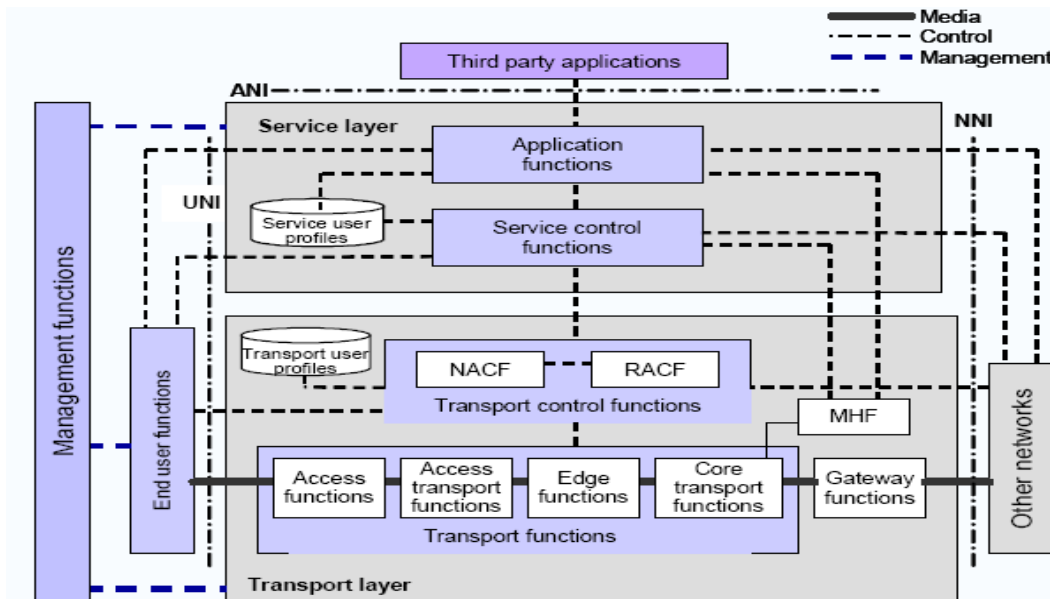 Media
Control
Management
Third party applications
ANI
Service layer
NNI
Application
functions
UNI
Service user
profiles
Service control
functions
Management functions
End user functions
Transport user
profiles
NACF
RACF
Transport control functions
MHF
Other networks
Access
functions
Access
transport
functions
Edge
functions
Core
transport
functions
Gateway
functions
Transport functions
Transport layer